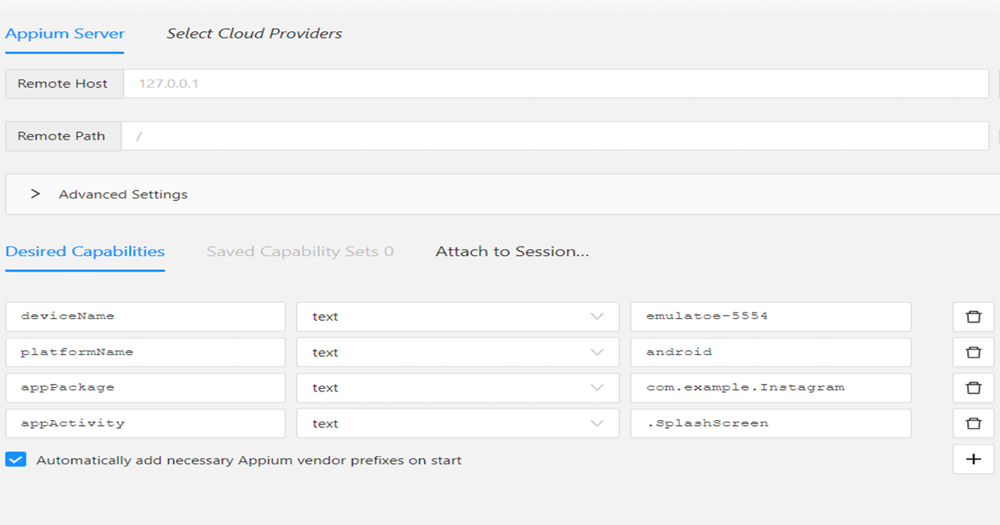 Appium Server Select Cloud Providers
Remote Host 127.0.0.1
Remote Path /
> Advanced Settings
Desired Capabilities Saved Capability Sets 0 Attach to Session...
deviceName text emulatoe-5554
platformName text android
appPackage text com.example.Instagram
appActivity text .SplashScreen
Automatically add necessary Appium vendor prefixes on start +